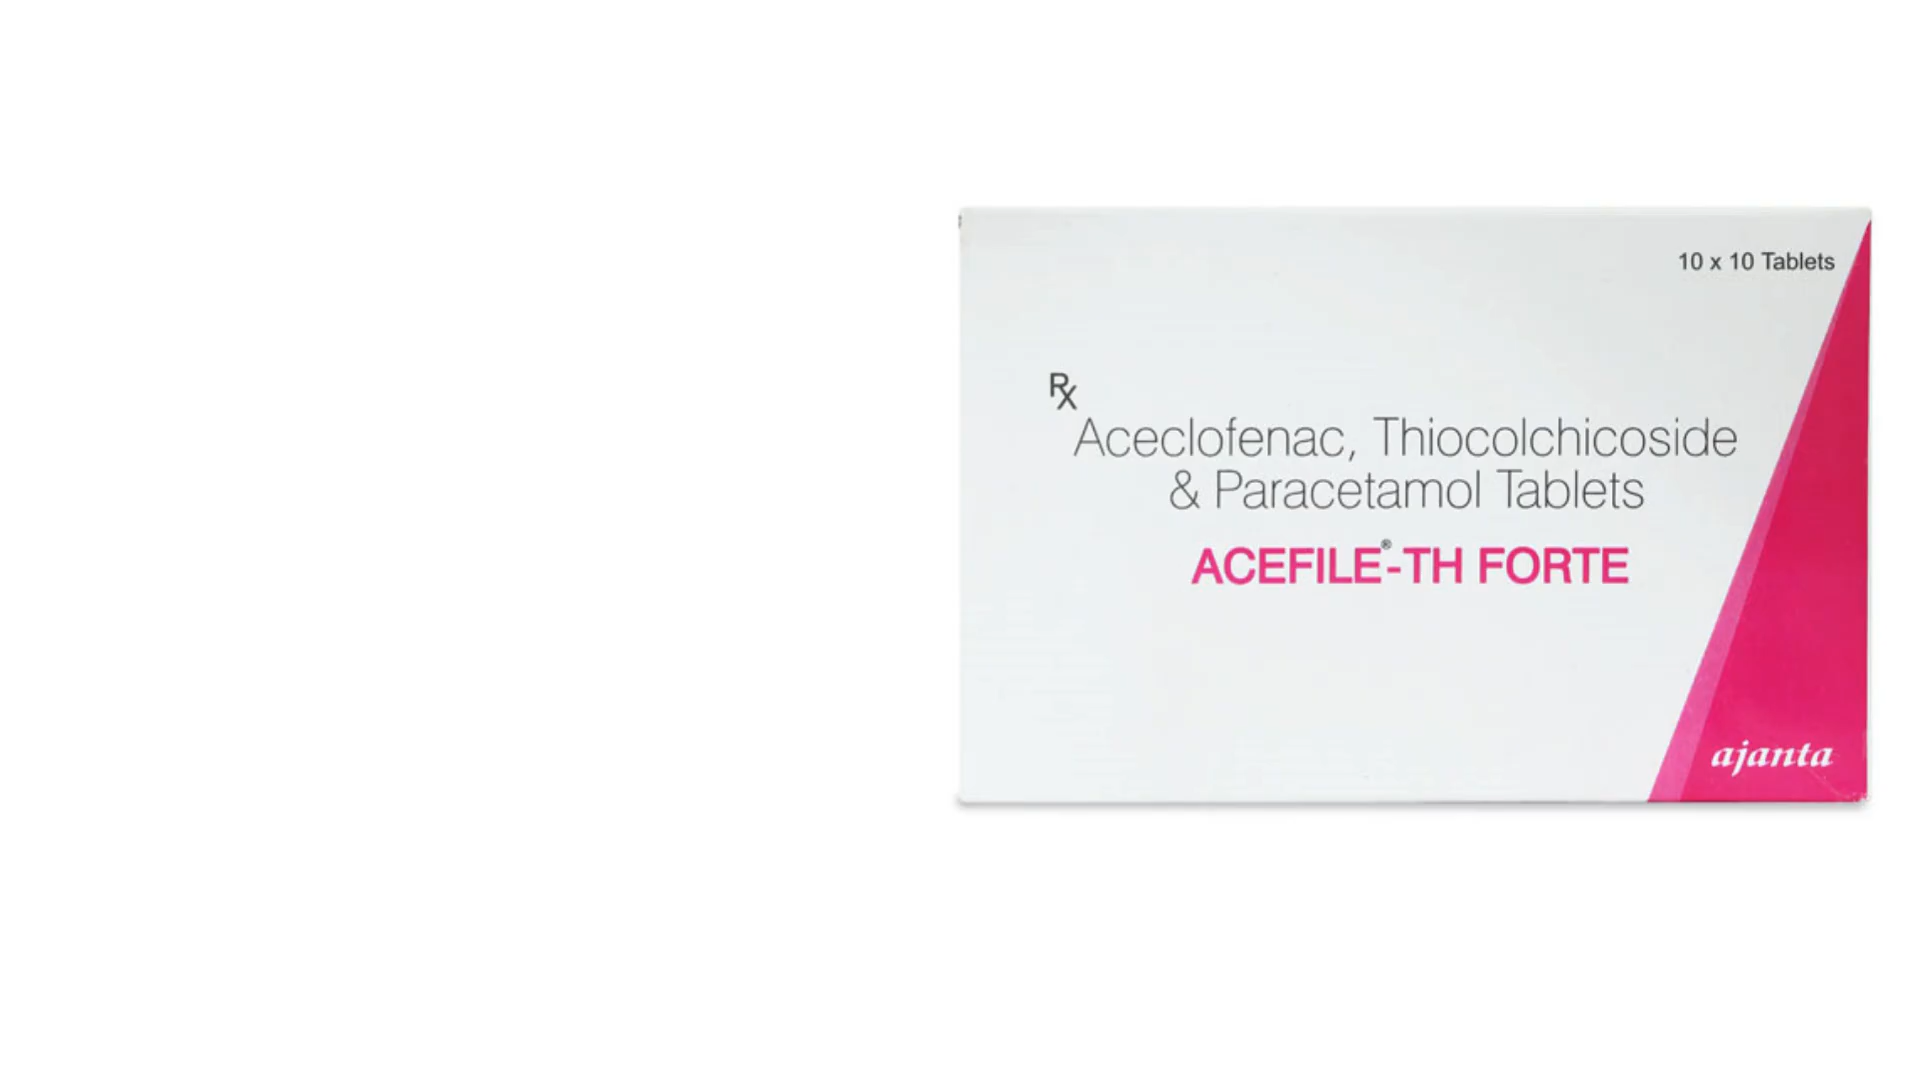 10 x 10 Tablets
Rx
Aceclofenac, Thiocolchicoside
& Paracetamol Tablets
ACEFILE®-TH FORTE
ajanta